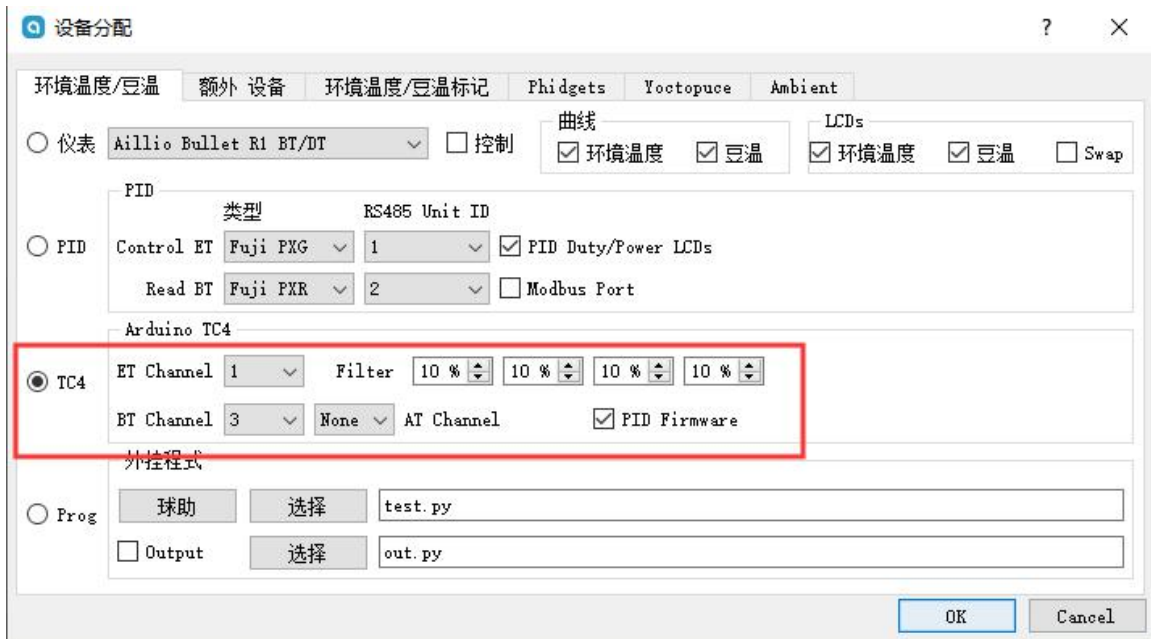 设备分配
环境温度/豆温 额外 设备 环境温度/豆温标记 Phidgets Yoctopuce Ambient
曲线 LCDs
仪表 Aillio Bullet R1 BT/DT 控制 环境温度 豆温 环境温度 豆温 Swap
PID
类型 RS485 Unit ID
PID Control ET Fuji PXG 1 PID Duty/Power LCDs
Read BT Fuji PXR 2 Modbus Port
Arduino TC4
TC4 ET Channel 1 Filter 10 % 10 % 10 % 10 %
BT Channel 3 None AT Channel PID Firmware
外挂程式
Prog 球助 选择 test.py
Output 选择 out.py
OK Cancel